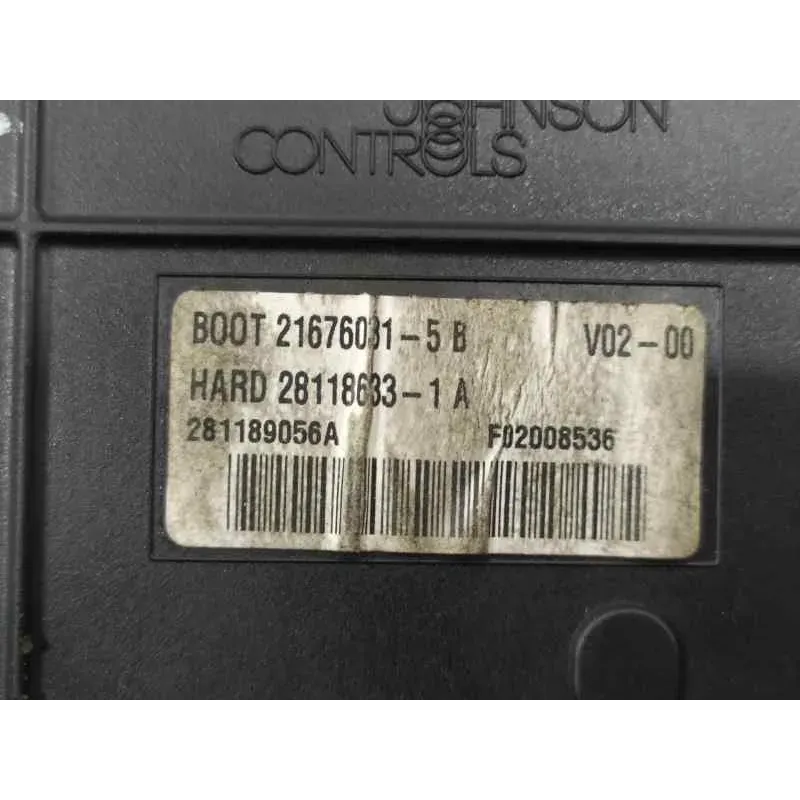 JOHNSON
CONTROLS
BOOT 21676031-5 B V02-00
HARD 28118633-1 A
281189056A F02008536